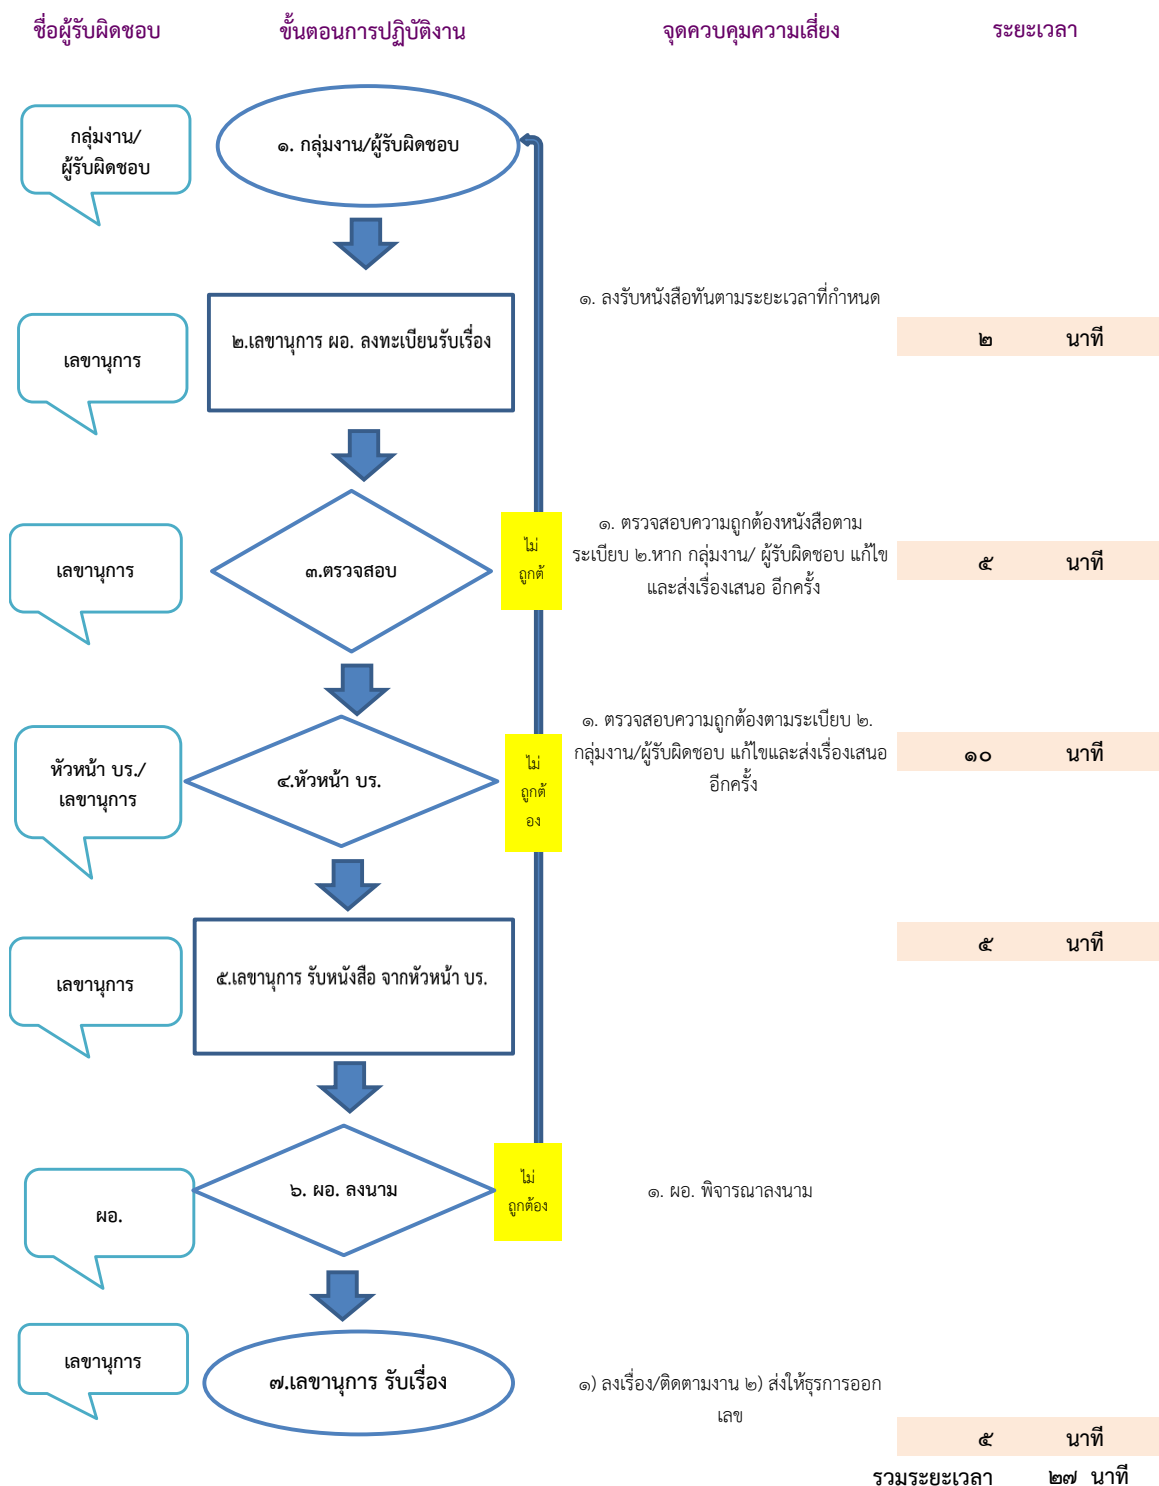 ชื่อผู้รับผิดชอบ
ขั้นตอนการปฏิบัติงาน
จุดควบคุมความเสี่ยง
ระยะเวลา
กลุ่มงาน/
ผู้รับผิดชอบ
๑. กลุ่มงาน/ผู้รับผิดชอบ
เลขานุการ
๒.เลขานุการ ผอ. ลงทะเบียนรับเรื่อง
๑. ลงรับหนังสือทันตามระยะเวลาที่กำหนด
๒ นาที
เลขานุการ
๓.ตรวจสอบ
ไม่
ถูกต้
๑. ตรวจสอบความถูกต้องหนังสือตาม
ระเบียบ ๒.หาก กลุ่มงาน/ ผู้รับผิดชอบ แก้ไข
และส่งเรื่องเสนอ อีกครั้ง
๕ นาที
หัวหน้า บร./
เลขานุการ
๔.หัวหน้า บร.
ไม่
ถูกต้
อง
๑. ตรวจสอบความถูกต้องตามระเบียบ ๒.
กลุ่มงาน/ผู้รับผิดชอบ แก้ไขและส่งเรื่องเสนอ
อีกครั้ง
๑๐ นาที
เลขานุการ
๕.เลขานุการ รับหนังสือ จากหัวหน้า บร.
๕ นาที
ผอ.
๖. ผอ. ลงนาม
ไม่
ถูกต้อง
๑. ผอ. พิจารณาลงนาม
เลขานุการ
๗.เลขานุการ รับเรื่อง
๑) ลงเรื่อง/ติดตามงาน ๒) ส่งให้ธุรการออก
เลข
๕ นาที
รวมระยะเวลา ๒๗ นาที